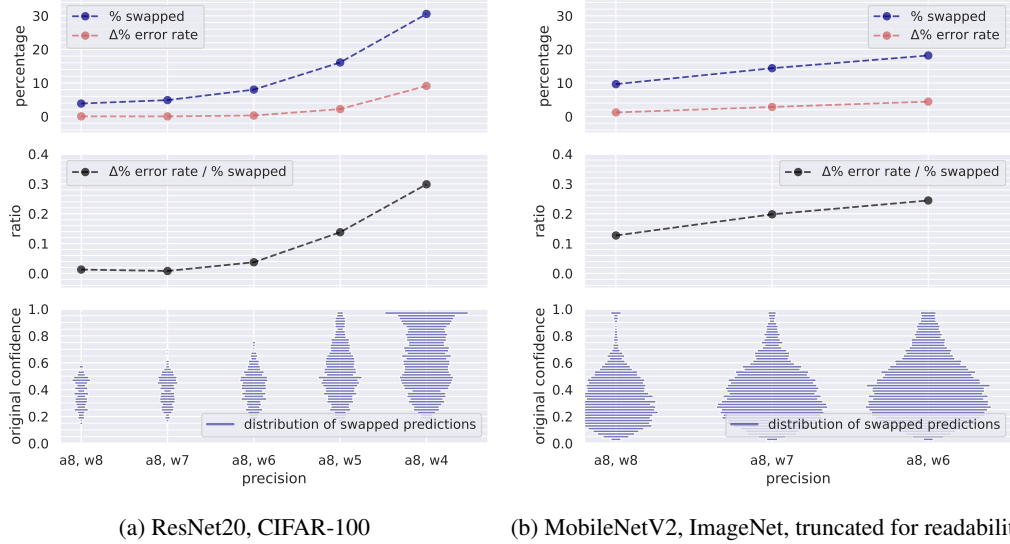 30
20
10
0
percentage
% swapped
Δ% error rate
0.4
0.3
0.2
0.1
0.0
ratio
Δ% error rate / % swapped
1.0
0.8
0.6
0.4
0.2
0.0
original confidence
distribution of swapped predictions
a8, w8
a8, w7
a8, w6
a8, w5
a8, w4
precision
(a) ResNet20, CIFAR-100
30
20
10
0
percentage
% swapped
Δ% error rate
0.4
0.3
0.2
0.1
0.0
ratio
Δ% error rate / % swapped
1.0
0.8
0.6
0.4
0.2
0.0
original confidence
distribution of swapped predictions
a8, w8
a8, w7
a8, w6
precision
(b) MobileNetV2, ImageNet, truncated for readabilit